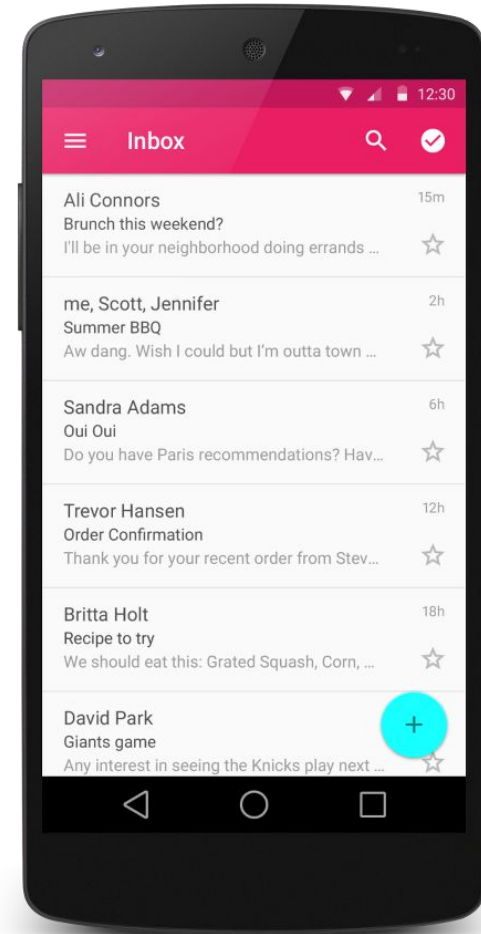 12:30
Inbox
Ali Connors 15m
Brunch this weekend?
I'll be in your neighborhood doing errands ...
me, Scott, Jennifer 2h
Summer BBQ
Aw dang. Wish I could but I'm outta town ...
Sandra Adams 6h
Oui Oui
Do you have Paris recommendations? Hav...
Trevor Hansen 12h
Order Confirmation
Thank you for your recent order from Stev...
Britta Holt 18h
Recipe to try
We should eat this: Grated Squash, Corn, ...
David Park
Giants game
Any interest in seeing the Knicks play next ...